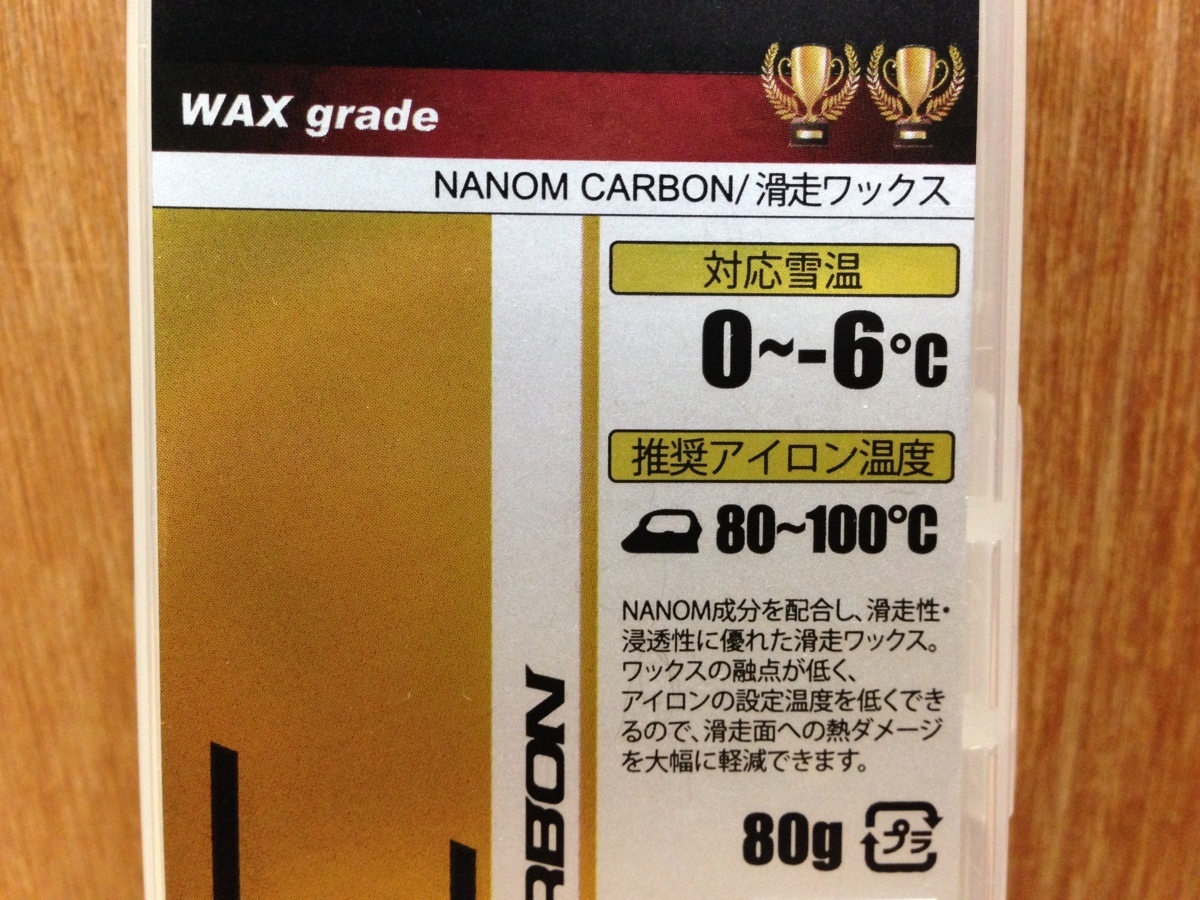 WAX grade
NANOM CARBON/滑走ワックス
対応雪温
0~-6℃
推奨アイロン温度
80~100℃
NANOM成分を配合し、滑走性・
浸透性に優れた滑走ワックス。
ワックスの融点が低く、
アイロンの設定温度を低くでき
るので、滑走面への熱ダメージ
を大幅に軽減できます。
80g
プラ
RBON